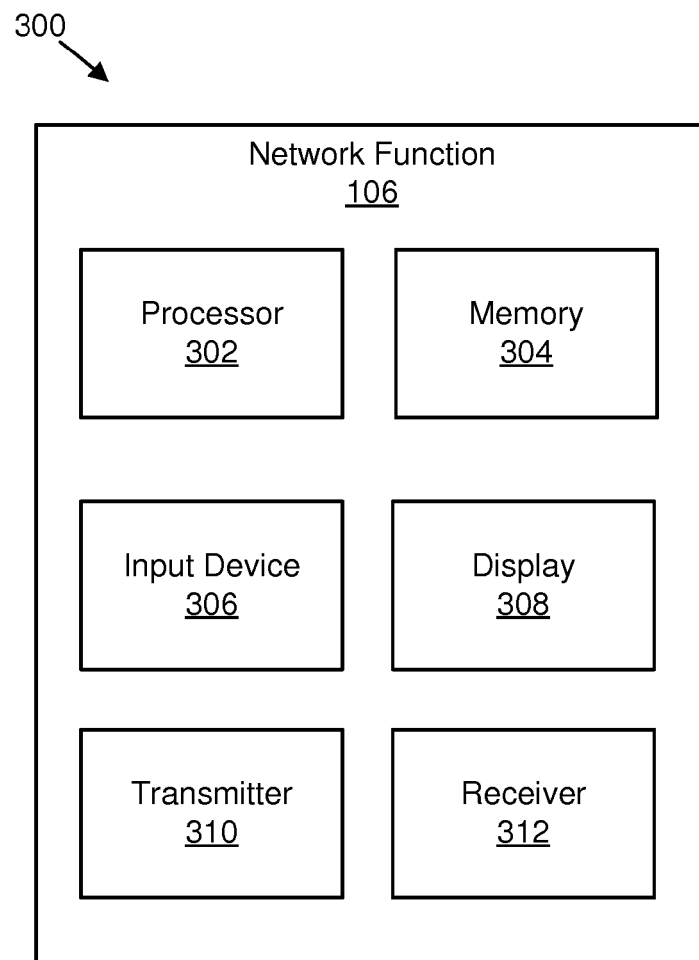 300
Network Function
106
Processor
302
Memory
304
Input Device
306
Display
308
Transmitter
310
Receiver
312